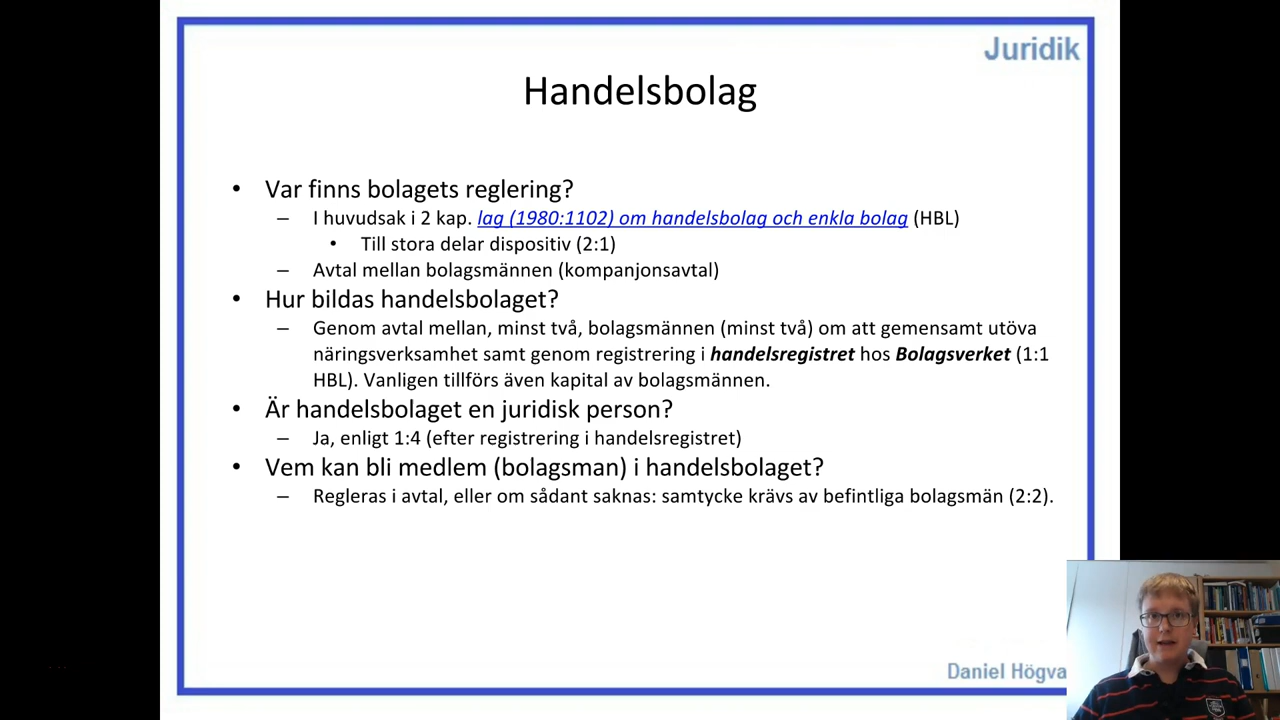 Juridik
Handelsbolag
• Var finns bolagets reglering?
– I huvudsak i 2 kap. lag (1980:1102) om handelsbolag och enkla bolag (HBL)
• Till stora delar dispositiv (2:1)
– Avtal mellan bolagsmännen (kompanjonsavtal)
• Hur bildas handelsbolaget?
– Genom avtal mellan, minst två, bolagsmännen (minst två) om att gemensamt utöva
näringsverksamhet samt genom registrering i handelsregistret hos Bolagsverket (1:1
HBL). Vanligen tillförs även kapital av bolagsmännen.
• Är handelsbolaget en juridisk person?
– Ja, enligt 1:4 (efter registrering i handelsregistret)
• Vem kan bli medlem (bolagsman) i handelsbolaget?
– Regleras i avtal, eller om sådant saknas: samtycke krävs av befintliga bolagsmän (2:2).
Daniel Högva